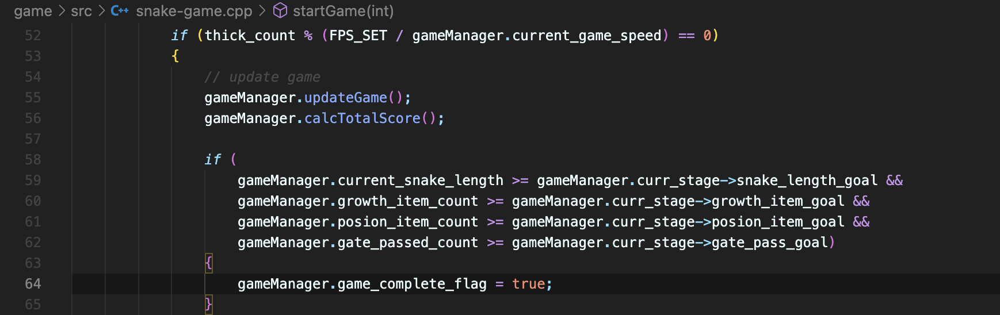 game > src > C++ snake-game.cpp > startGame(int)
52 if (thick_count % (FPS_SET / gameManager.current_game_speed) == 0)
53 {
54 // update game
55 gameManager.updateGame();
56 gameManager.calcTotalScore();
57
58 if (
59 gameManager.current_snake_length >= gameManager.curr_stage->snake_length_goal &&
60 gameManager.growth_item_count >= gameManager.curr_stage->growth_item_goal &&
61 gameManager.posion_item_count >= gameManager.curr_stage->posion_item_goal &&
62 gameManager.gate_passed_count >= gameManager.curr_stage->gate_pass_goal)
63 {
64 gameManager.game_complete_flag = true;
65 }